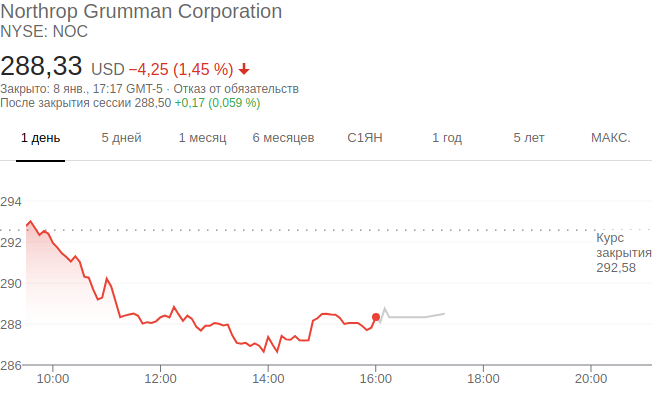 Northrop Grumman Corporation
NYSE: NOC
288,33 USD −4,25 (1,45 %)
Закрыто: 8 янв., 17:17 GMT-5 · Отказ от обязательств
После закрытия сессии 288,50 +0,17 (0,059 %)
1 день 5 дней 1 месяц 6 месяцев С1ЯН 1 год 5 лет МАКС.
294
292
290
288
286
Курс
закрытия
292,58
10:00 12:00 14:00 16:00 18:00 20:00